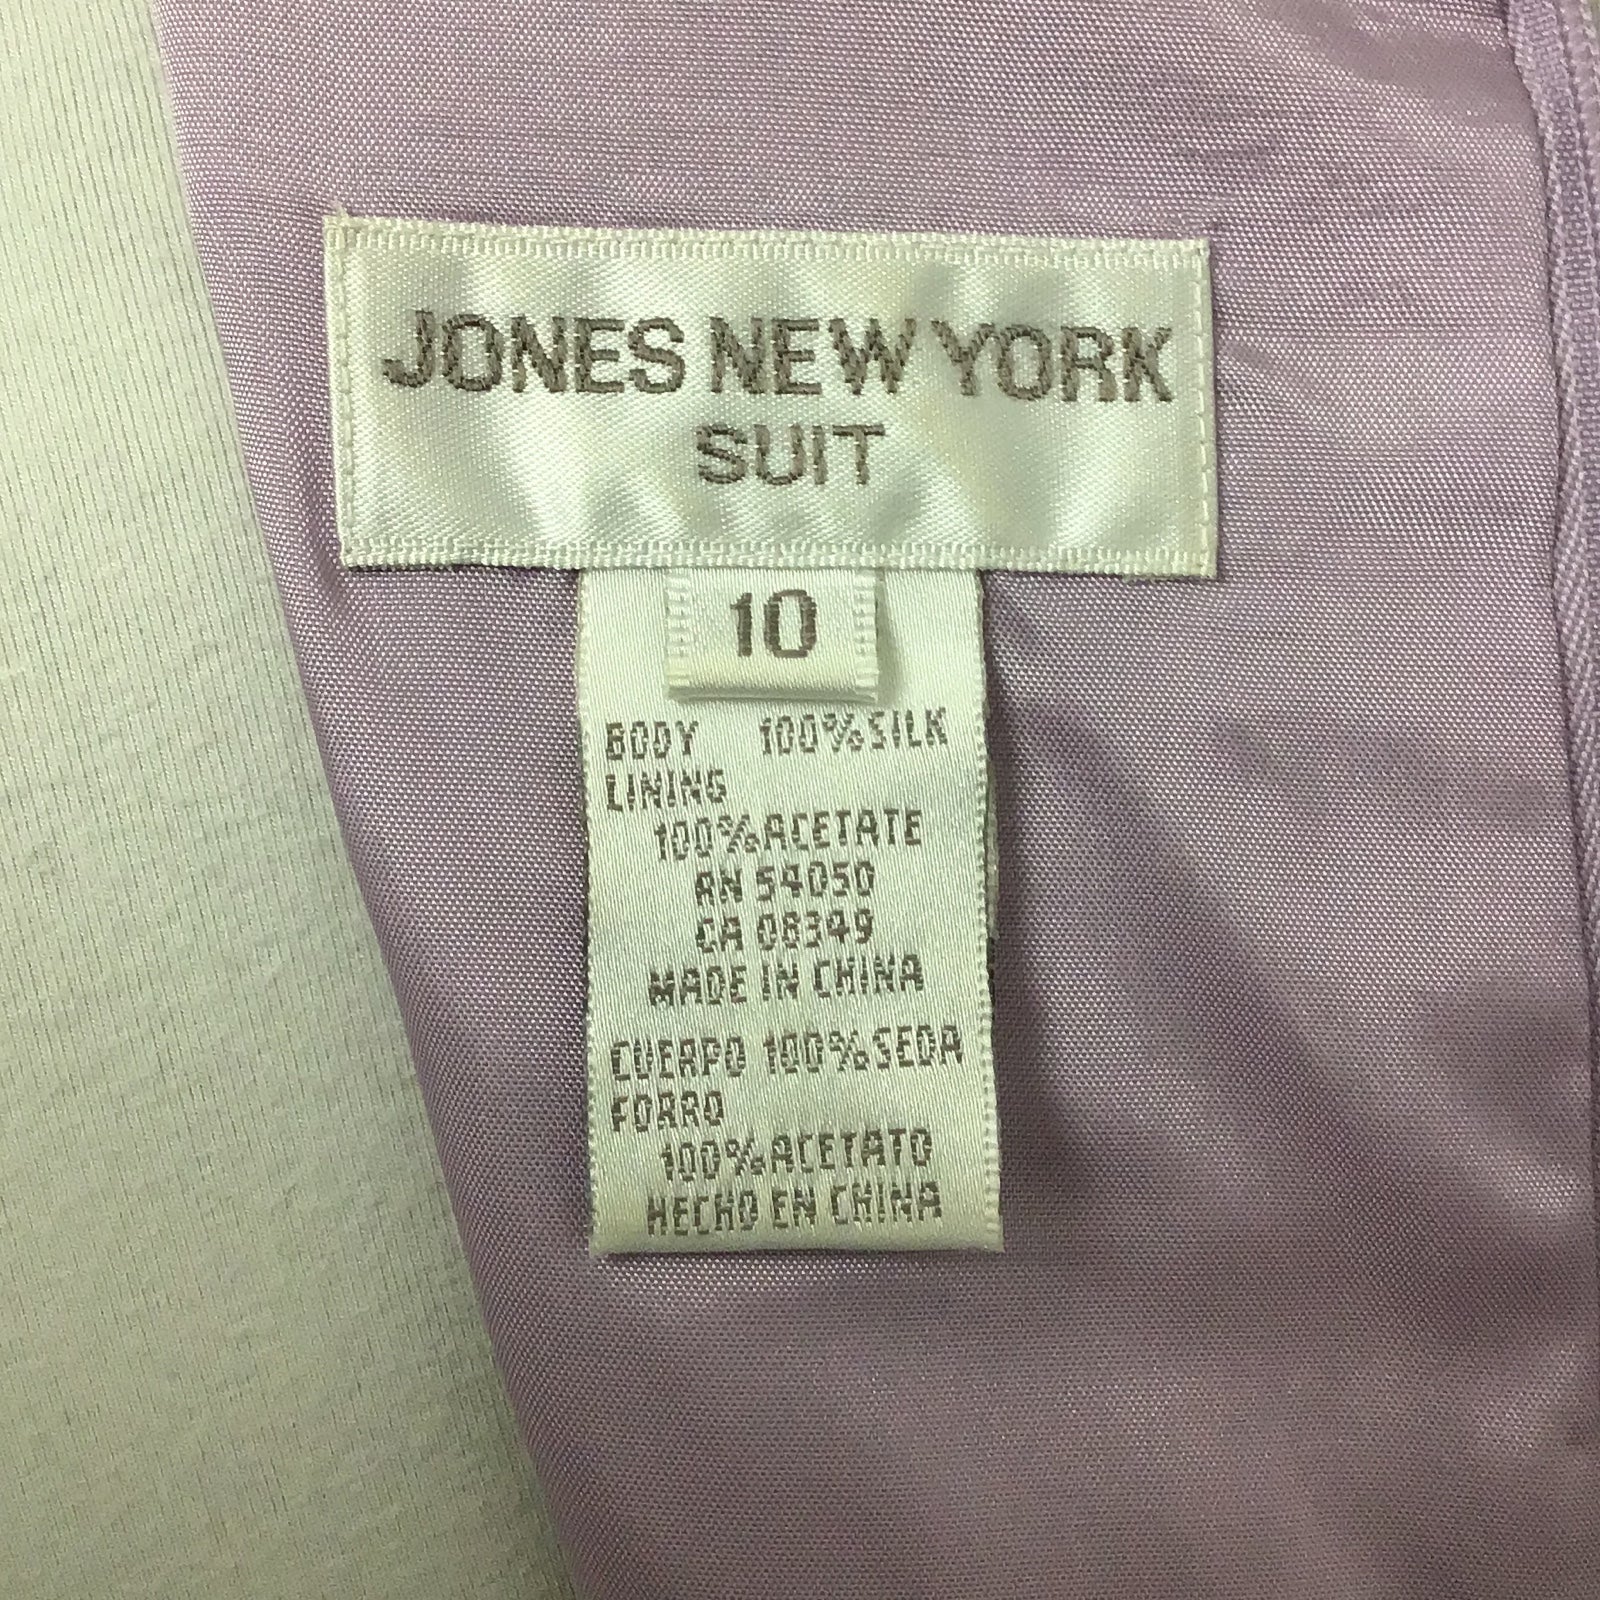 JONES NEW YORK
SUIT
10
BODY 100% SILK
LINING
100% ACETATE
RN 54050
CA 08349
MADE IN CHINA
CUERPO 100% SEDA
FORRO
100% ACETATO
HECHO EN CHINA